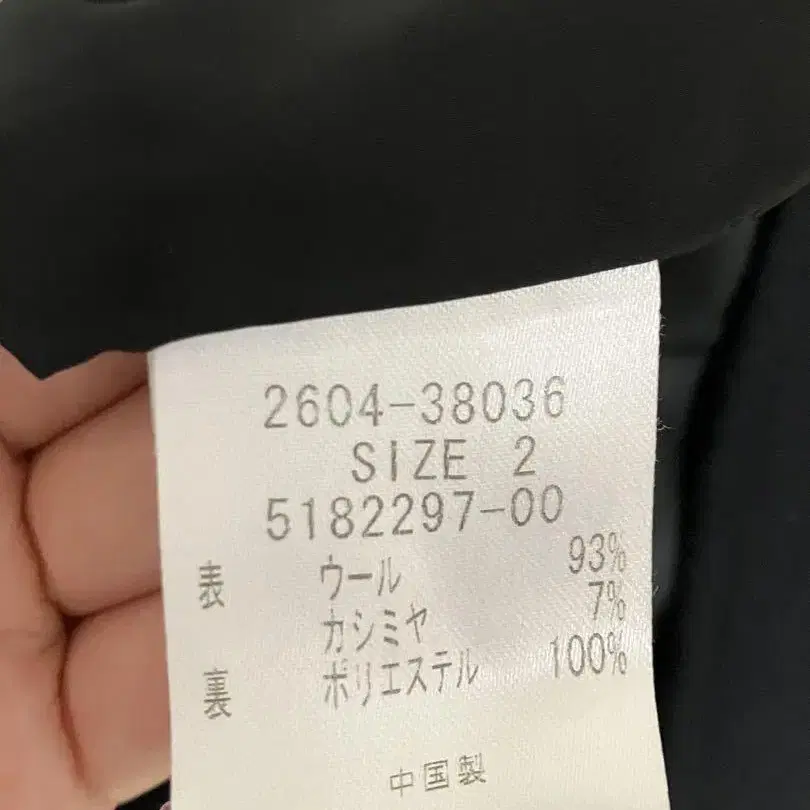 2604-38036
SIZE 2
5182297-00
表 ウール 93%
カシミヤ 7%
裏 ポリエステル 100%
中国製